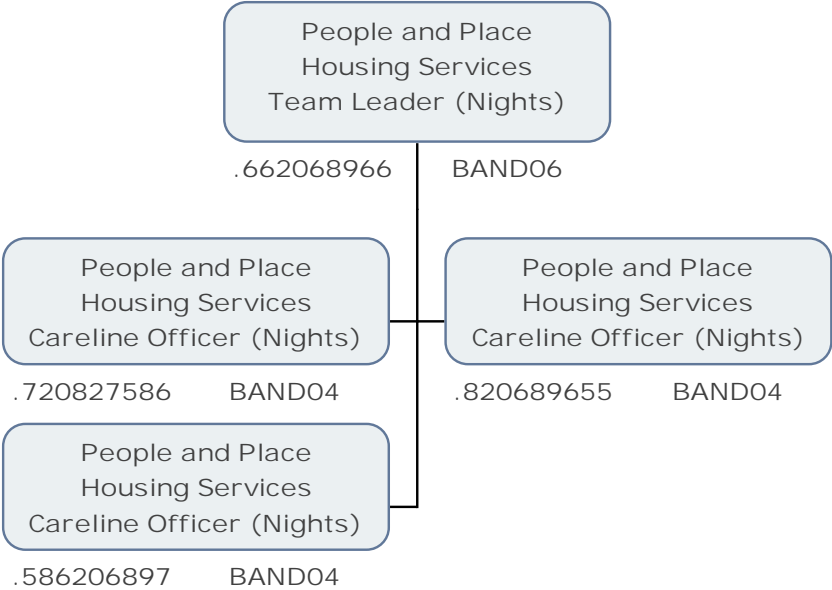 People and Place
Housing Services
Team Leader (Nights)
.662068966 BAND06
People and Place
Housing Services
Careline Officer (Nights)
.720827586 BAND04
People and Place
Housing Services
Careline Officer (Nights)
.820689655 BAND04
People and Place
Housing Services
Careline Officer (Nights)
.586206897 BAND04